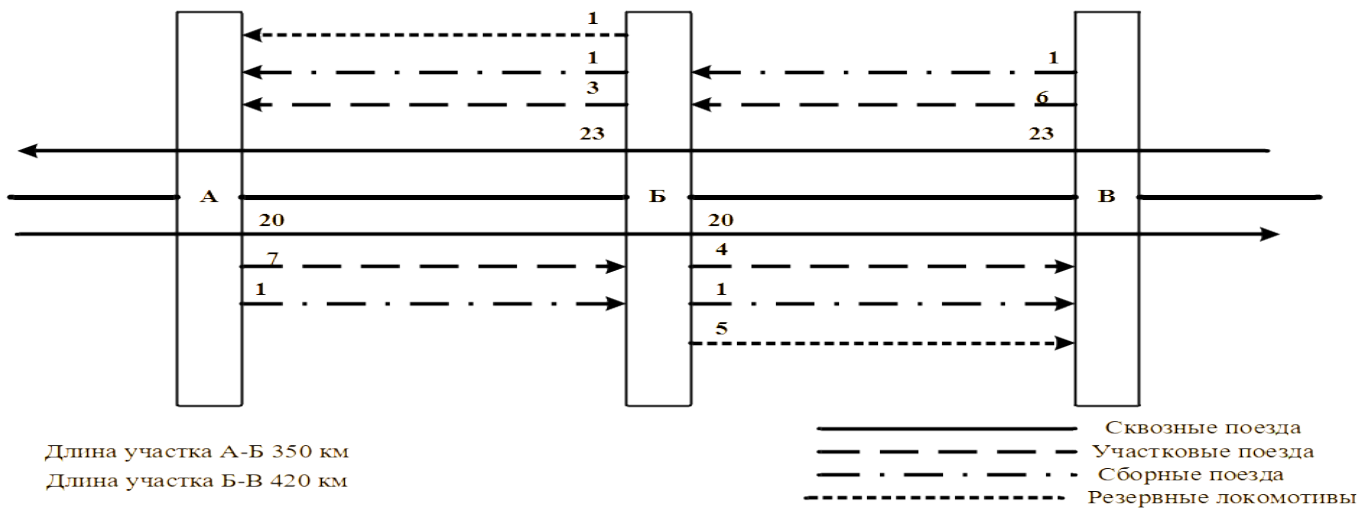 1
1
1
3
6
23
23
А
Б
В
20
20
7
4
1
1
5
Длина участка А-Б 350 км
Длина участка Б-В 420 км
Сквозные поезда
Участковые поезда
Сборные поезда
Резервные локомотивы